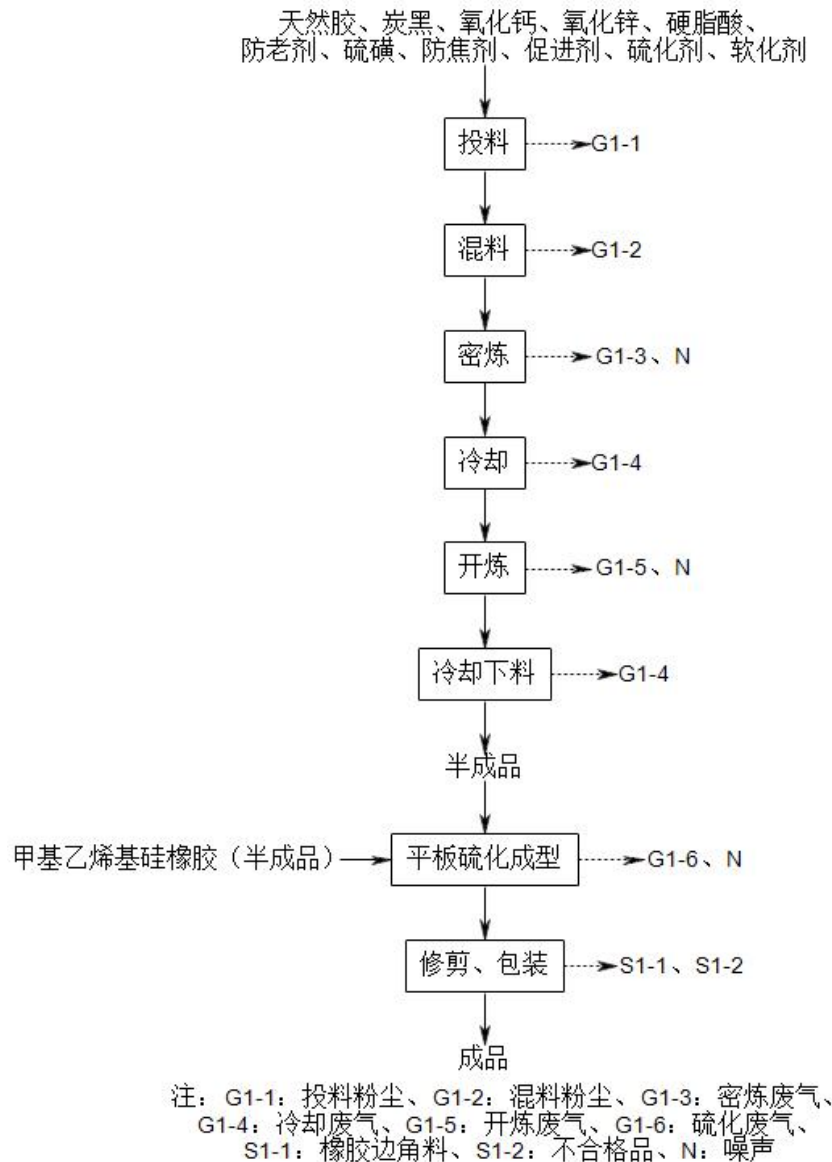 天然胶、炭黑、氧化钙、氧化锌、硬脂酸、
防老剂、硫磺、防焦剂、促进剂、硫化剂、软化剂
投料
G1-1
混料
G1-2
密炼
G1-3、N
冷却
G1-4
开炼
G1-5、N
冷却下料
G1-4
半成品
甲基乙烯基硅橡胶（半成品）
平板硫化成型
G1-6、N
修剪、包装
S1-1、S1-2
成品
注：G1-1：投料粉尘、G1-2：混料粉尘、G1-3：密炼废气、
G1-4：冷却废气、G1-5：开炼废气、G1-6：硫化废气、
S1-1：橡胶边角料、S1-2：不合格品、N：噪声